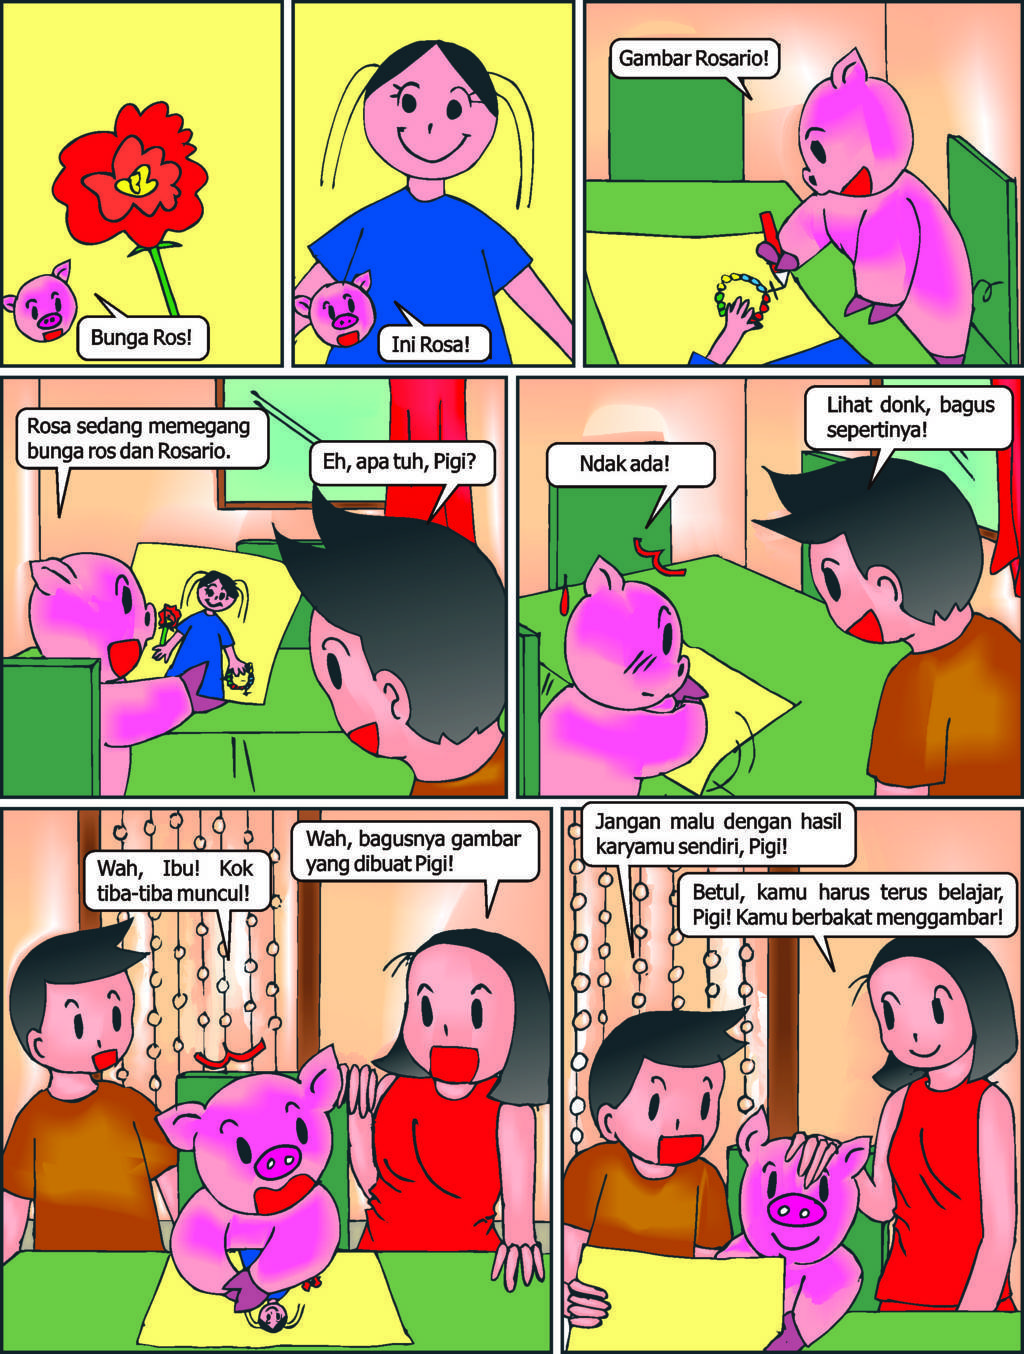 Bunga Ros!
Ini Rosa!
Gambar Rosario!
Rosa sedang memegang
bunga ros dan Rosario.
Eh, apa tuh, Pigi?
Ndak ada!
Lihat donk, bagus
sepertinya!
Wah, Ibu! Kok
tiba-tiba muncul!
Wah, bagusnya gambar
yang dibuat Pigi!
Jangan malu dengan hasil
karyamu sendiri, Pigi!
Betul, kamu harus terus belajar,
Pigi! Kamu berbakat menggambar!